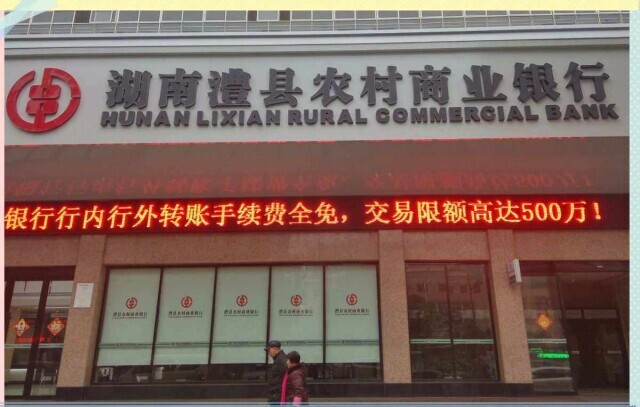 湖南澧县农村商业银行
HUNAN LIXIAN RURAL COMMERCIAL BANK
银行行内行外转账手续费全免，交易限额高达500万！